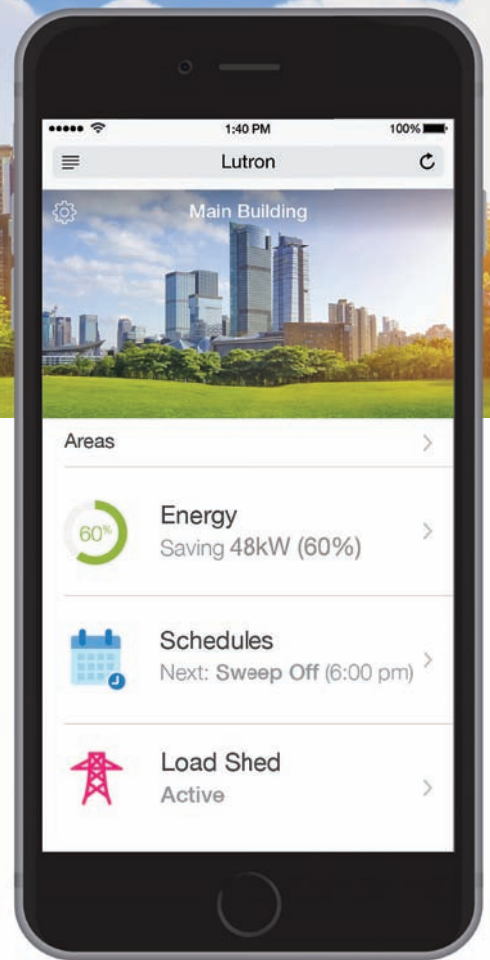 1:40 PM
100%
Lutron
Main Building
Areas
60%
Energy
Saving 48kW (60%)
Schedules
Next: Sweep Off (6:00 pm)
Load Shed
Active